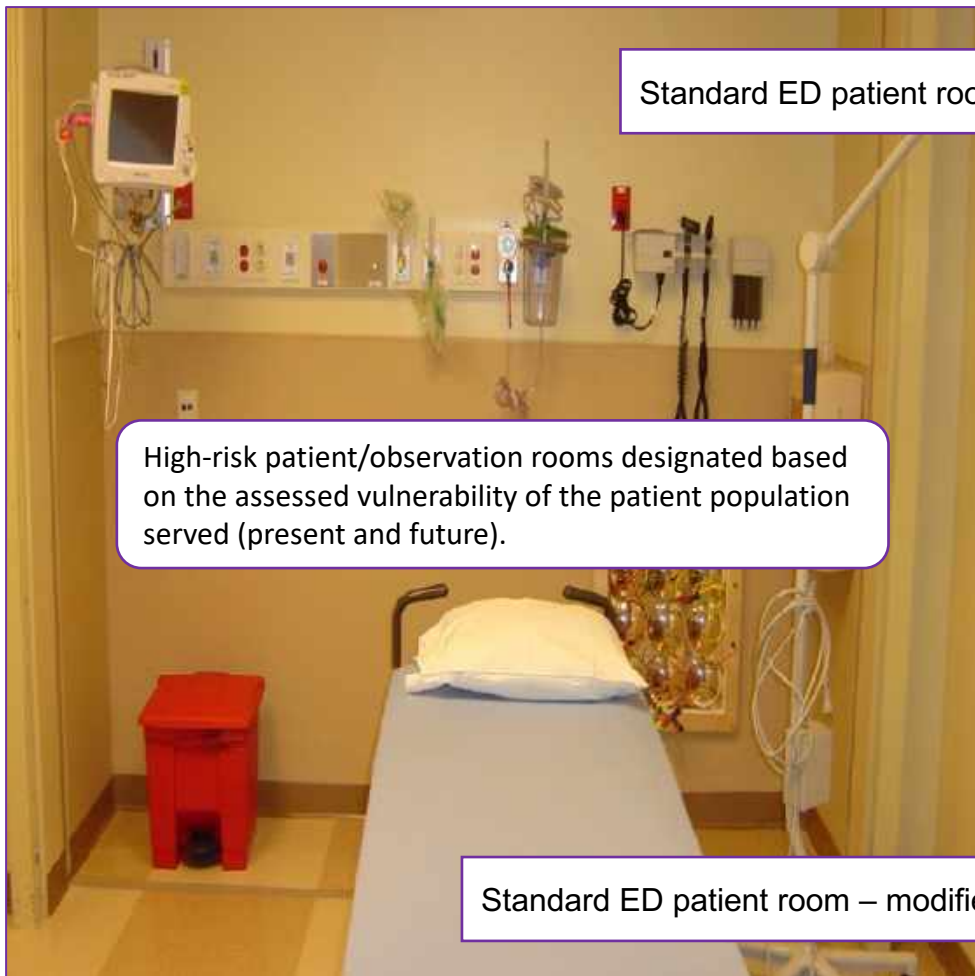 Standard ED patient roo
High-risk patient/observation rooms designated based
on the assessed vulnerability of the patient population
served (present and future).
Standard ED patient room – modifie